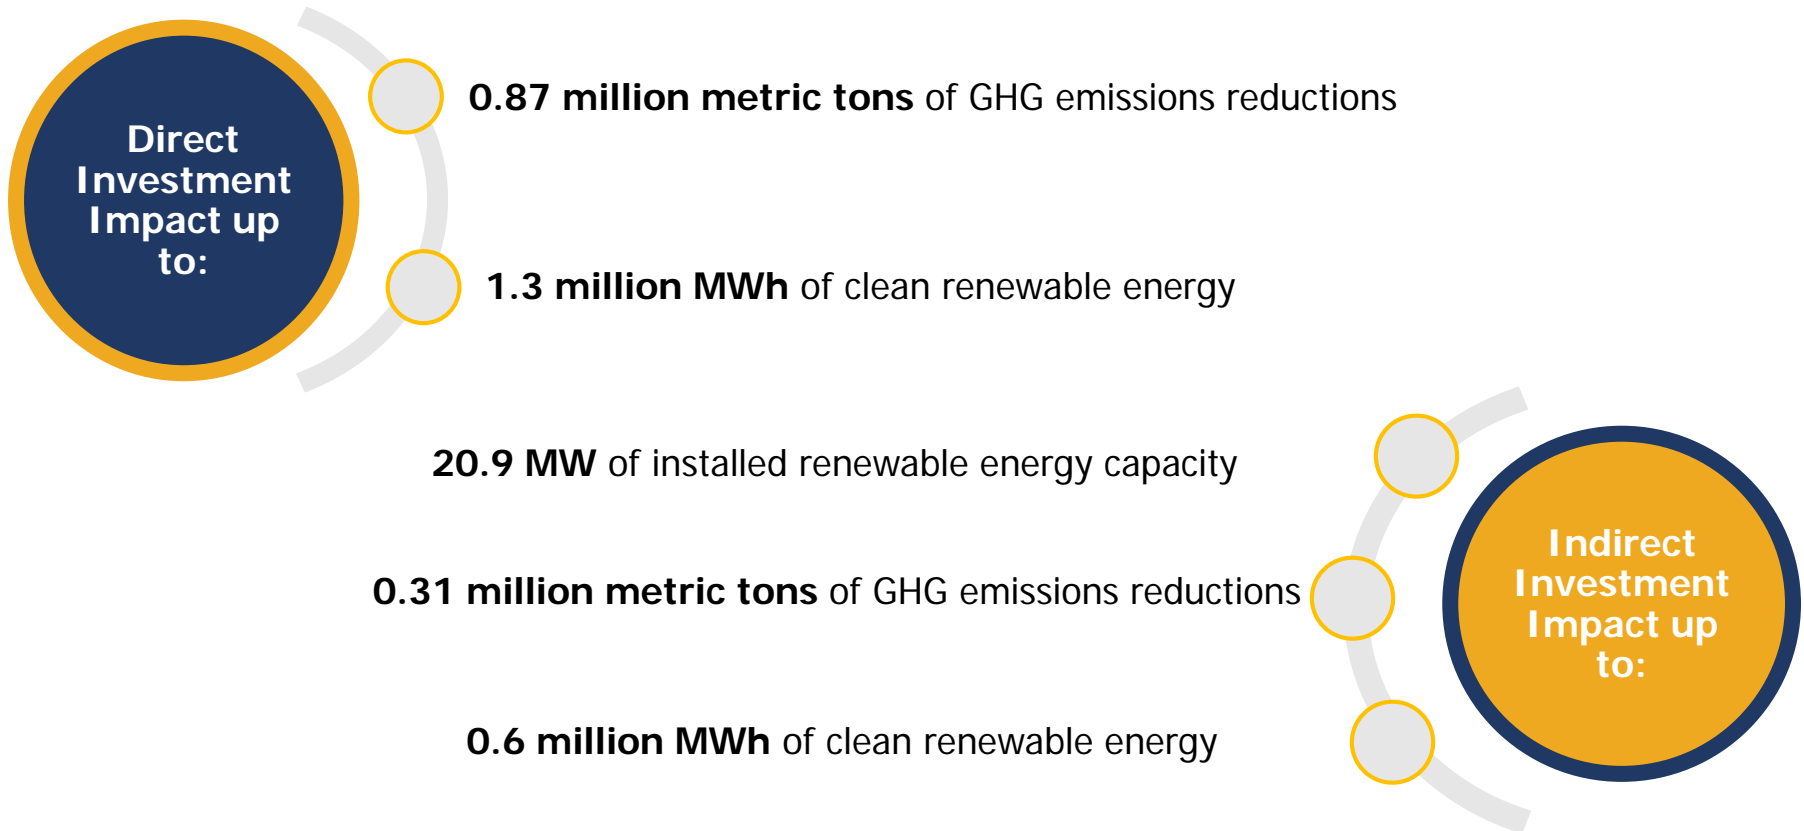 Direct
Investment
Impact up
to:
0.87 million metric tons of GHG emissions reductions
1.3 million MWh of clean renewable energy
20.9 MW of installed renewable energy capacity
0.31 million metric tons of GHG emissions reductions
0.6 million MWh of clean renewable energy
Indirect
Investment
Impact up
to: